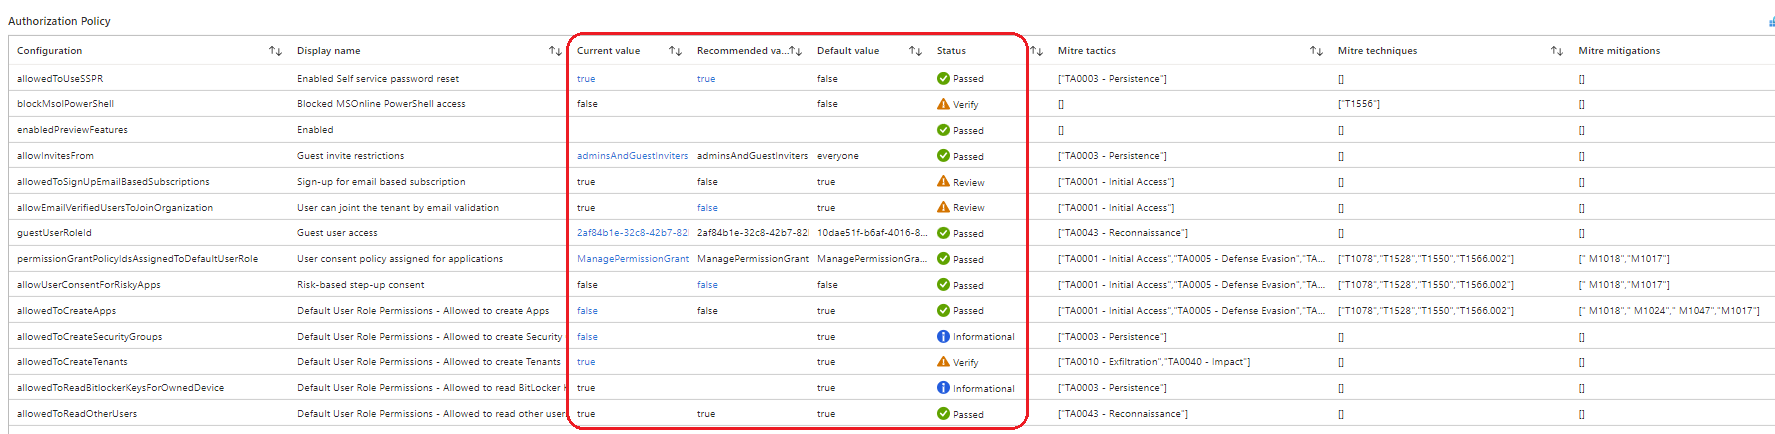 Authorization Policy
Configuration Display name Current value Recommended va... Default value Status Mitre tactics Mitre techniques Mitre mitigations
allowedToUseSSPR Enabled Self service password reset true true false Passed ["TA0003 - Persistence"] [] []
blockMsolPowerShell Blocked MSOnline PowerShell access false false Verify [] ["T1556"] []
enabledPreviewFeatures Enabled Passed [] [] []
allowInvitesFrom Guest invite restrictions adminsAndGuestInviters adminsAndGuestInviters everyone Passed ["TA0003 - Persistence"] [] []
allowedToSignUpEmailBasedSubscriptions Sign-up for email based subscription true false true Review ["TA0001 - Initial Access"] [] []
allowEmailVerifiedUsersToJoinOrganization User can joint the tenant by email validation true false true Review ["TA0001 - Initial Access"] [] []
guestUserRoleId Guest user access 2af84b1e-32c8-42b7-82 2af84b1e-32c8-42b7-82 10dae51f-b6af-4016-8... Passed ["TA0043 - Reconnaissance"] [] []
permissionGrantPolicyIdsAssignedToDefaultUserRole User consent policy assigned for applications ManagePermissionGrant ManagePermissionGrant ManagePermissionGra... Passed ["TA0001 - Initial Access","TA0005 - Defense Evasion","TA... ["T1078","T1528","T1550","T1566.002"] [" M1018","M1017"]
allowUserConsentForRiskyApps Risk-based step-up consent false false false Passed ["TA0001 - Initial Access","TA0005 - Defense Evasion","TA... ["T1078","T1528","T1550","T1566.002"] [" M1018","M1017"]
allowedToCreateApps Default User Role Permissions - Allowed to create Apps false false true Passed ["TA0001 - Initial Access","TA0005 - Defense Evasion","TA... ["T1078","T1528","T1550","T1566.002"] [" M1018"," M1024"," M1047","M1017"]
allowedToCreateSecurityGroups Default User Role Permissions - Allowed to create Security false true Informational ["TA0003 - Persistence"] [] []
allowedToCreateTenants Default User Role Permissions - Allowed to create Tenants true true Verify ["TA0010 - Exfiltration","TA0040 - Impact"] [] []
allowedToReadBitlockerKeysForOwnedDevice Default User Role Permissions - Allowed to read BitLocker true true Informational ["TA0003 - Persistence"] [] []
allowedToReadOtherUsers Default User Role Permissions - Allowed to read other user true true true Passed ["TA0043 - Reconnaissance"] [] []